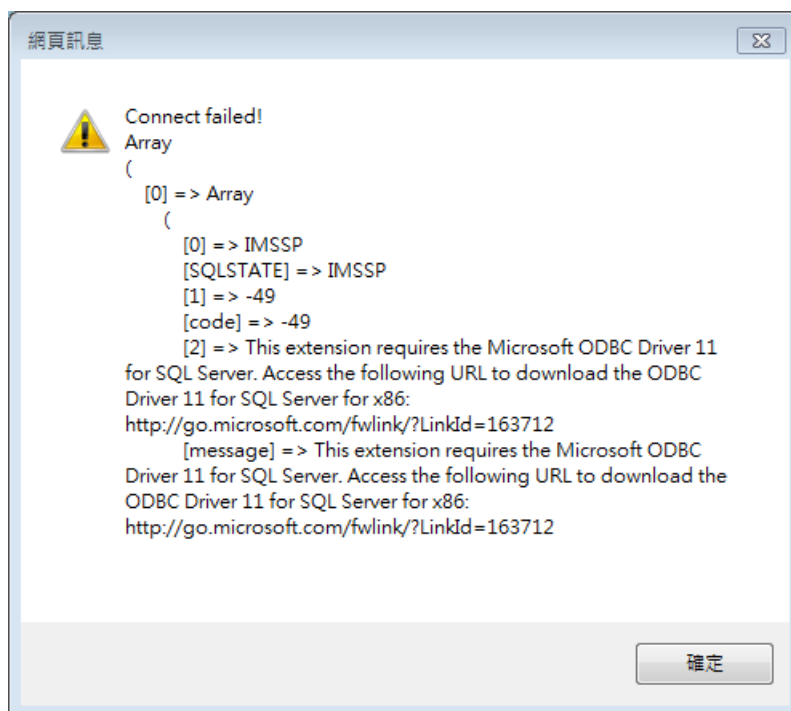 網頁訊息
Connect failed!
Array
(
[0] => Array
(
[0] => IMSSP
[SQLSTATE] => IMSSP
[1] => -49
[code] => -49
[2] => This extension requires the Microsoft ODBC Driver 11
for SQL Server. Access the following URL to download the ODBC
Driver 11 for SQL Server for x86:
http://go.microsoft.com/fwlink/?LinkId=163712
[message] => This extension requires the Microsoft ODBC
Driver 11 for SQL Server. Access the following URL to download the
ODBC Driver 11 for SQL Server for x86:
http://go.microsoft.com/fwlink/?LinkId=163712
確定